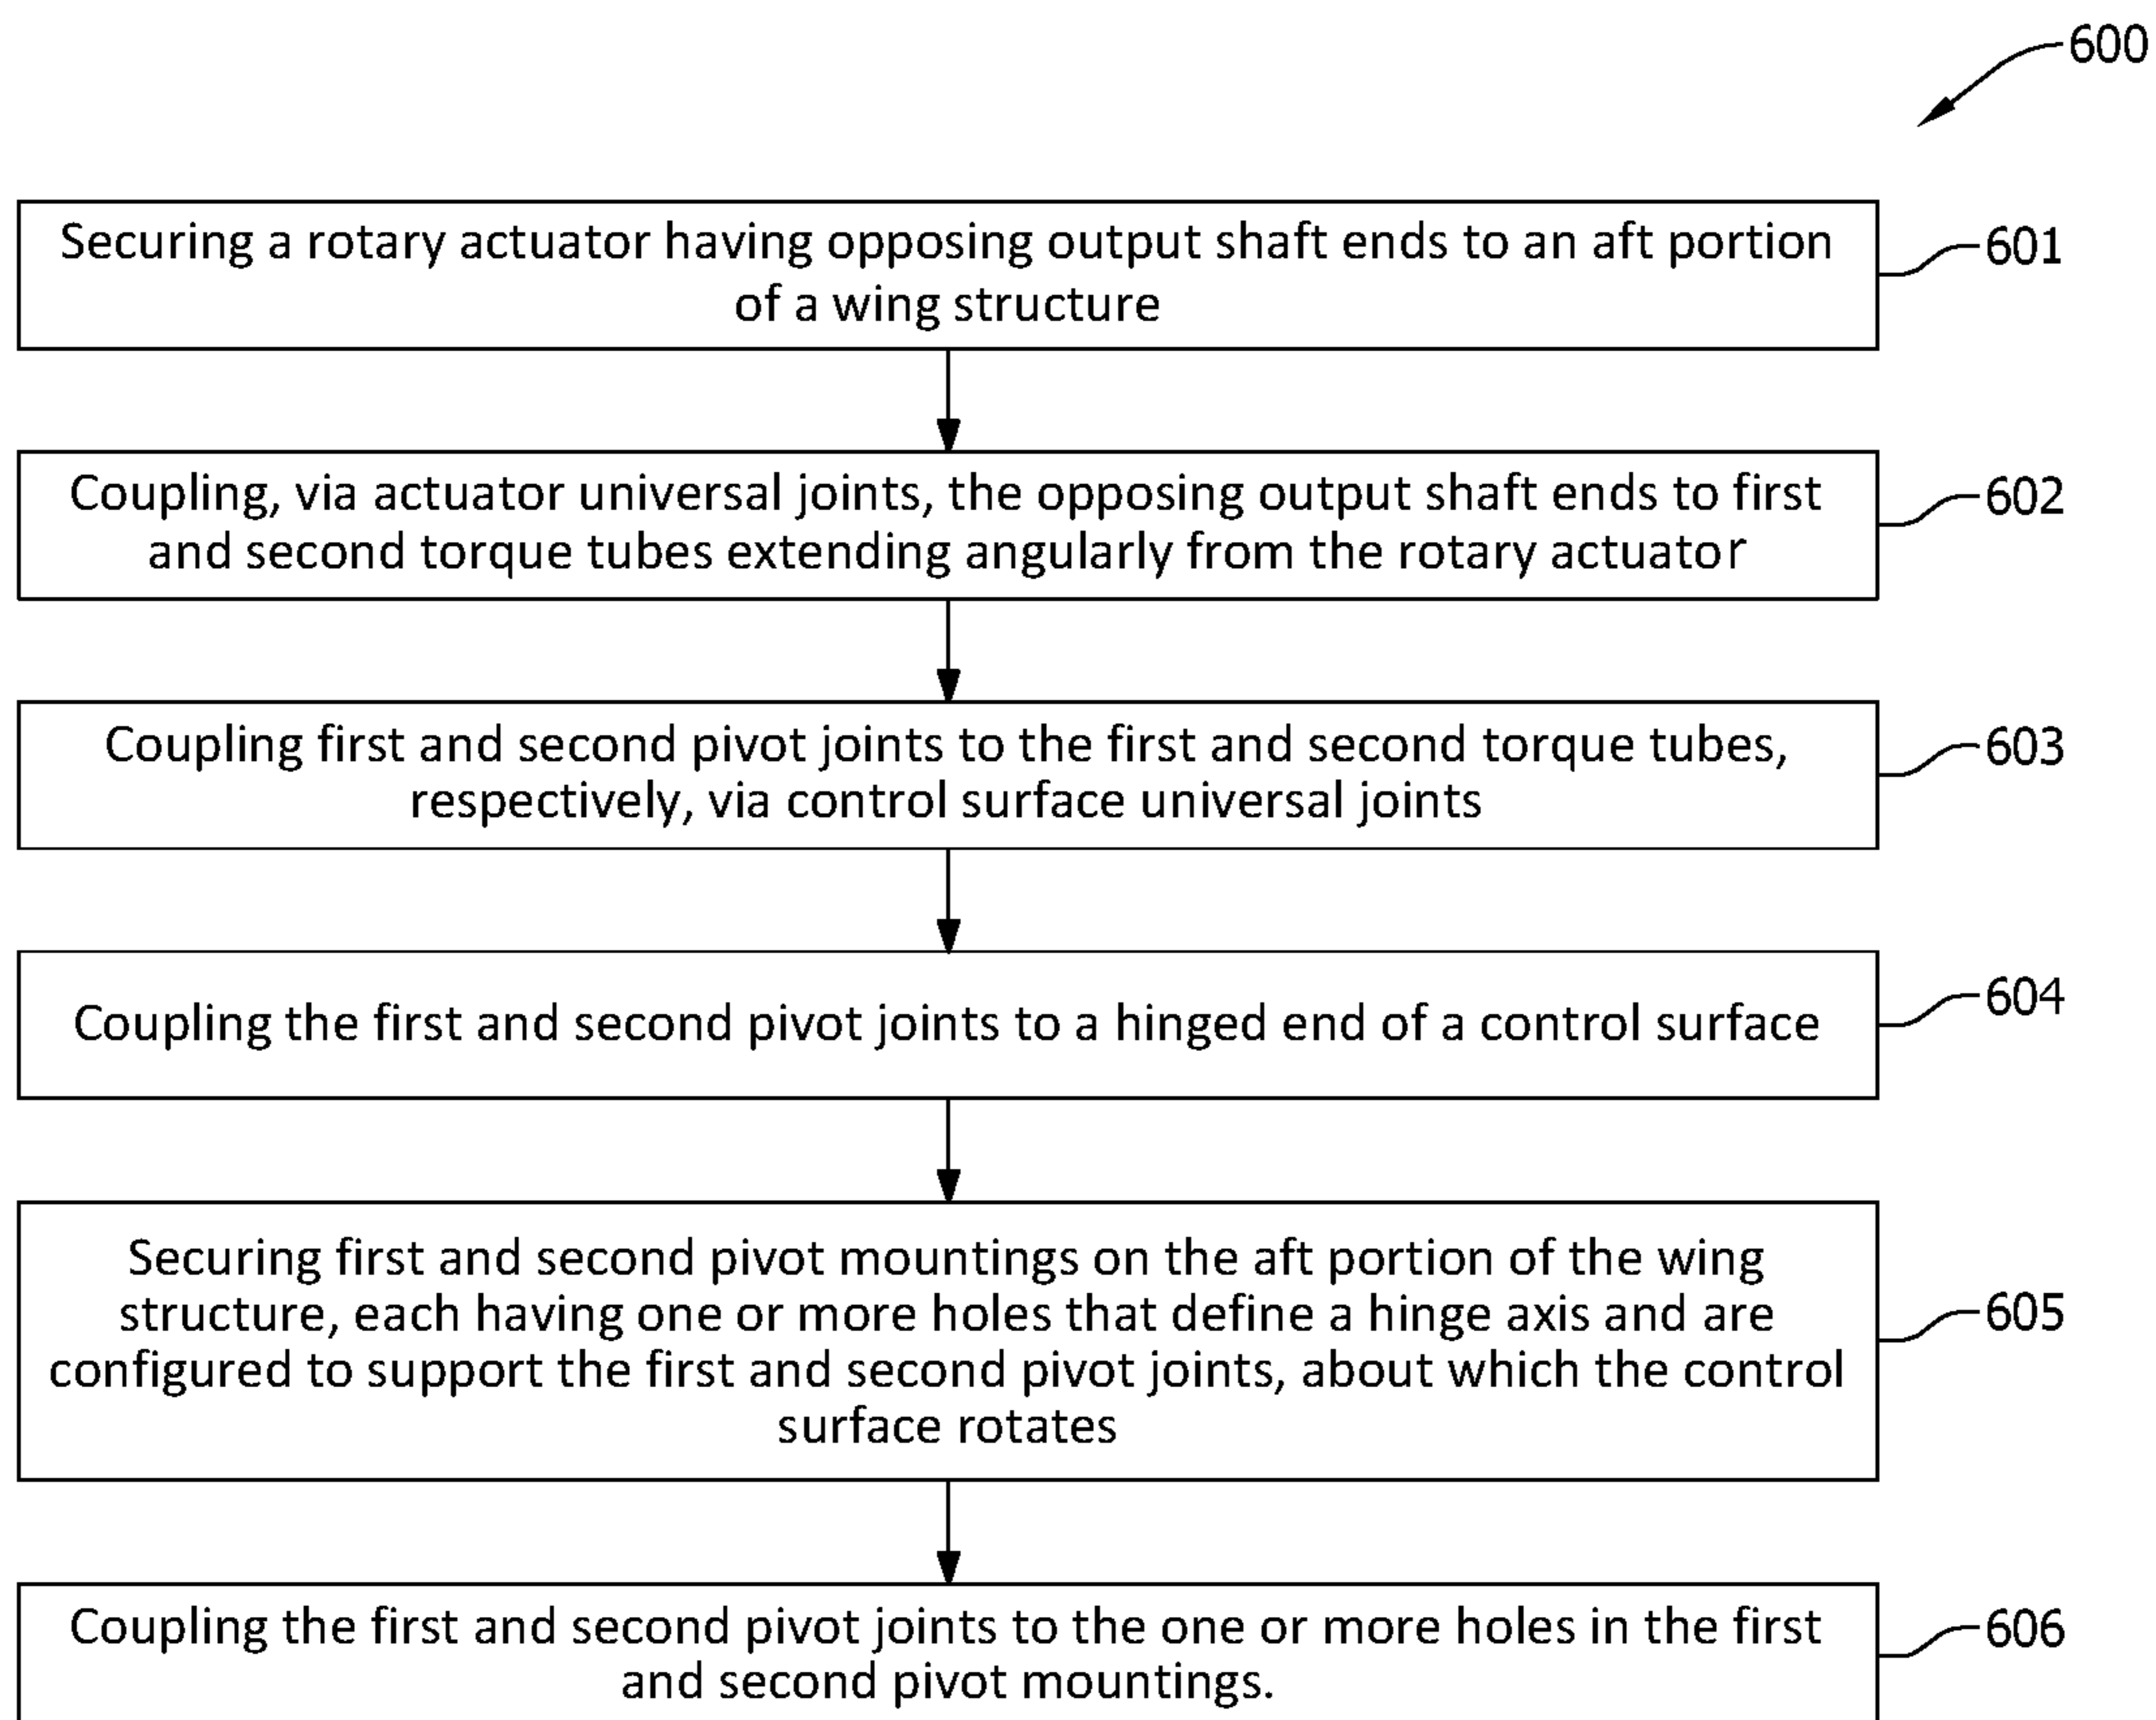 600
Securing a rotary actuator having opposing output shaft ends to an aft portion
of a wing structure
601
Coupling, via actuator universal joints, the opposing output shaft ends to first
and second torque tubes extending angularly from the rotary actuator
602
Coupling first and second pivot joints to the first and second torque tubes,
respectively, via control surface universal joints
603
Coupling the first and second pivot joints to a hinged end of a control surface
604
Securing first and second pivot mountings on the aft portion of the wing
structure, each having one or more holes that define a hinge axis and are
configured to support the first and second pivot joints, about which the control
surface rotates
605
Coupling the first and second pivot joints to the one or more holes in the first
and second pivot mountings.
606